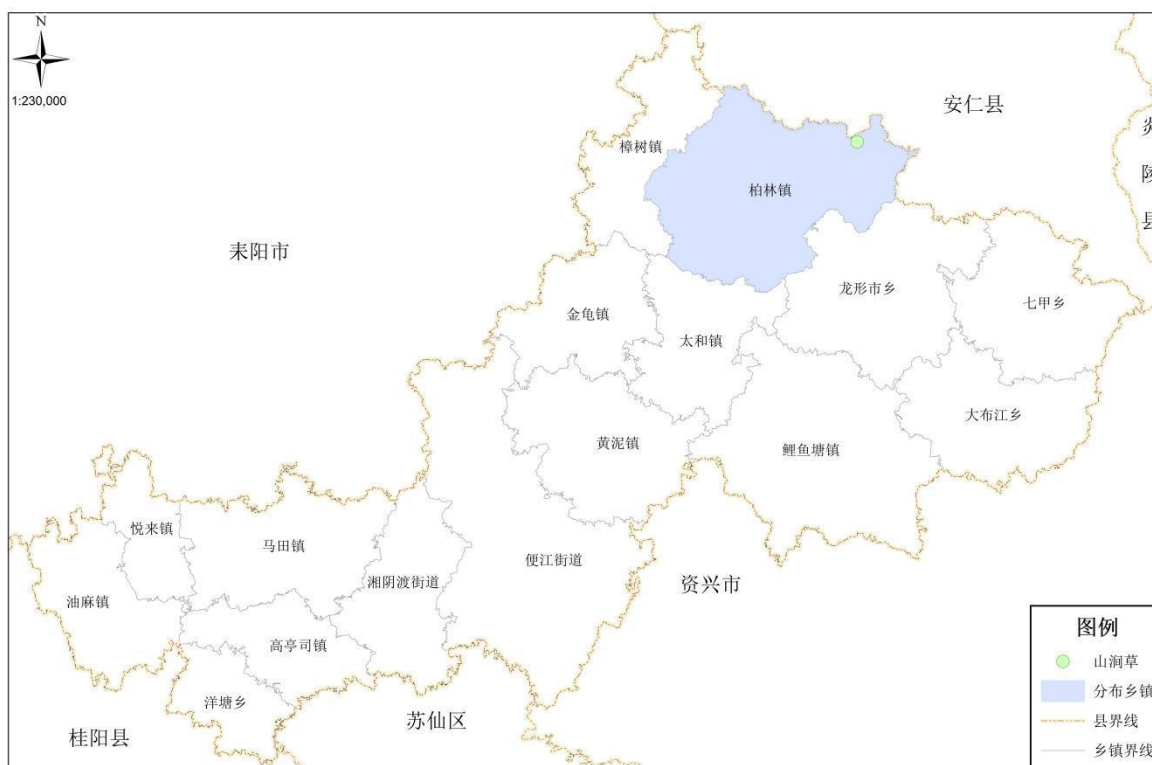 N
1:230,000
安仁县
炎陵县
樟树镇
柏林镇
耒阳市
龙形市乡
七甲乡
金龟镇
太和镇
大布江乡
黄泥镇
鲤鱼塘镇
悦来镇
马田镇
便江街道
湘阴渡街道
资兴市
油麻镇
高亭司镇
洋塘乡
苏仙区
桂阳县
图例
山涧草
分布乡镇
县界线
乡镇界线